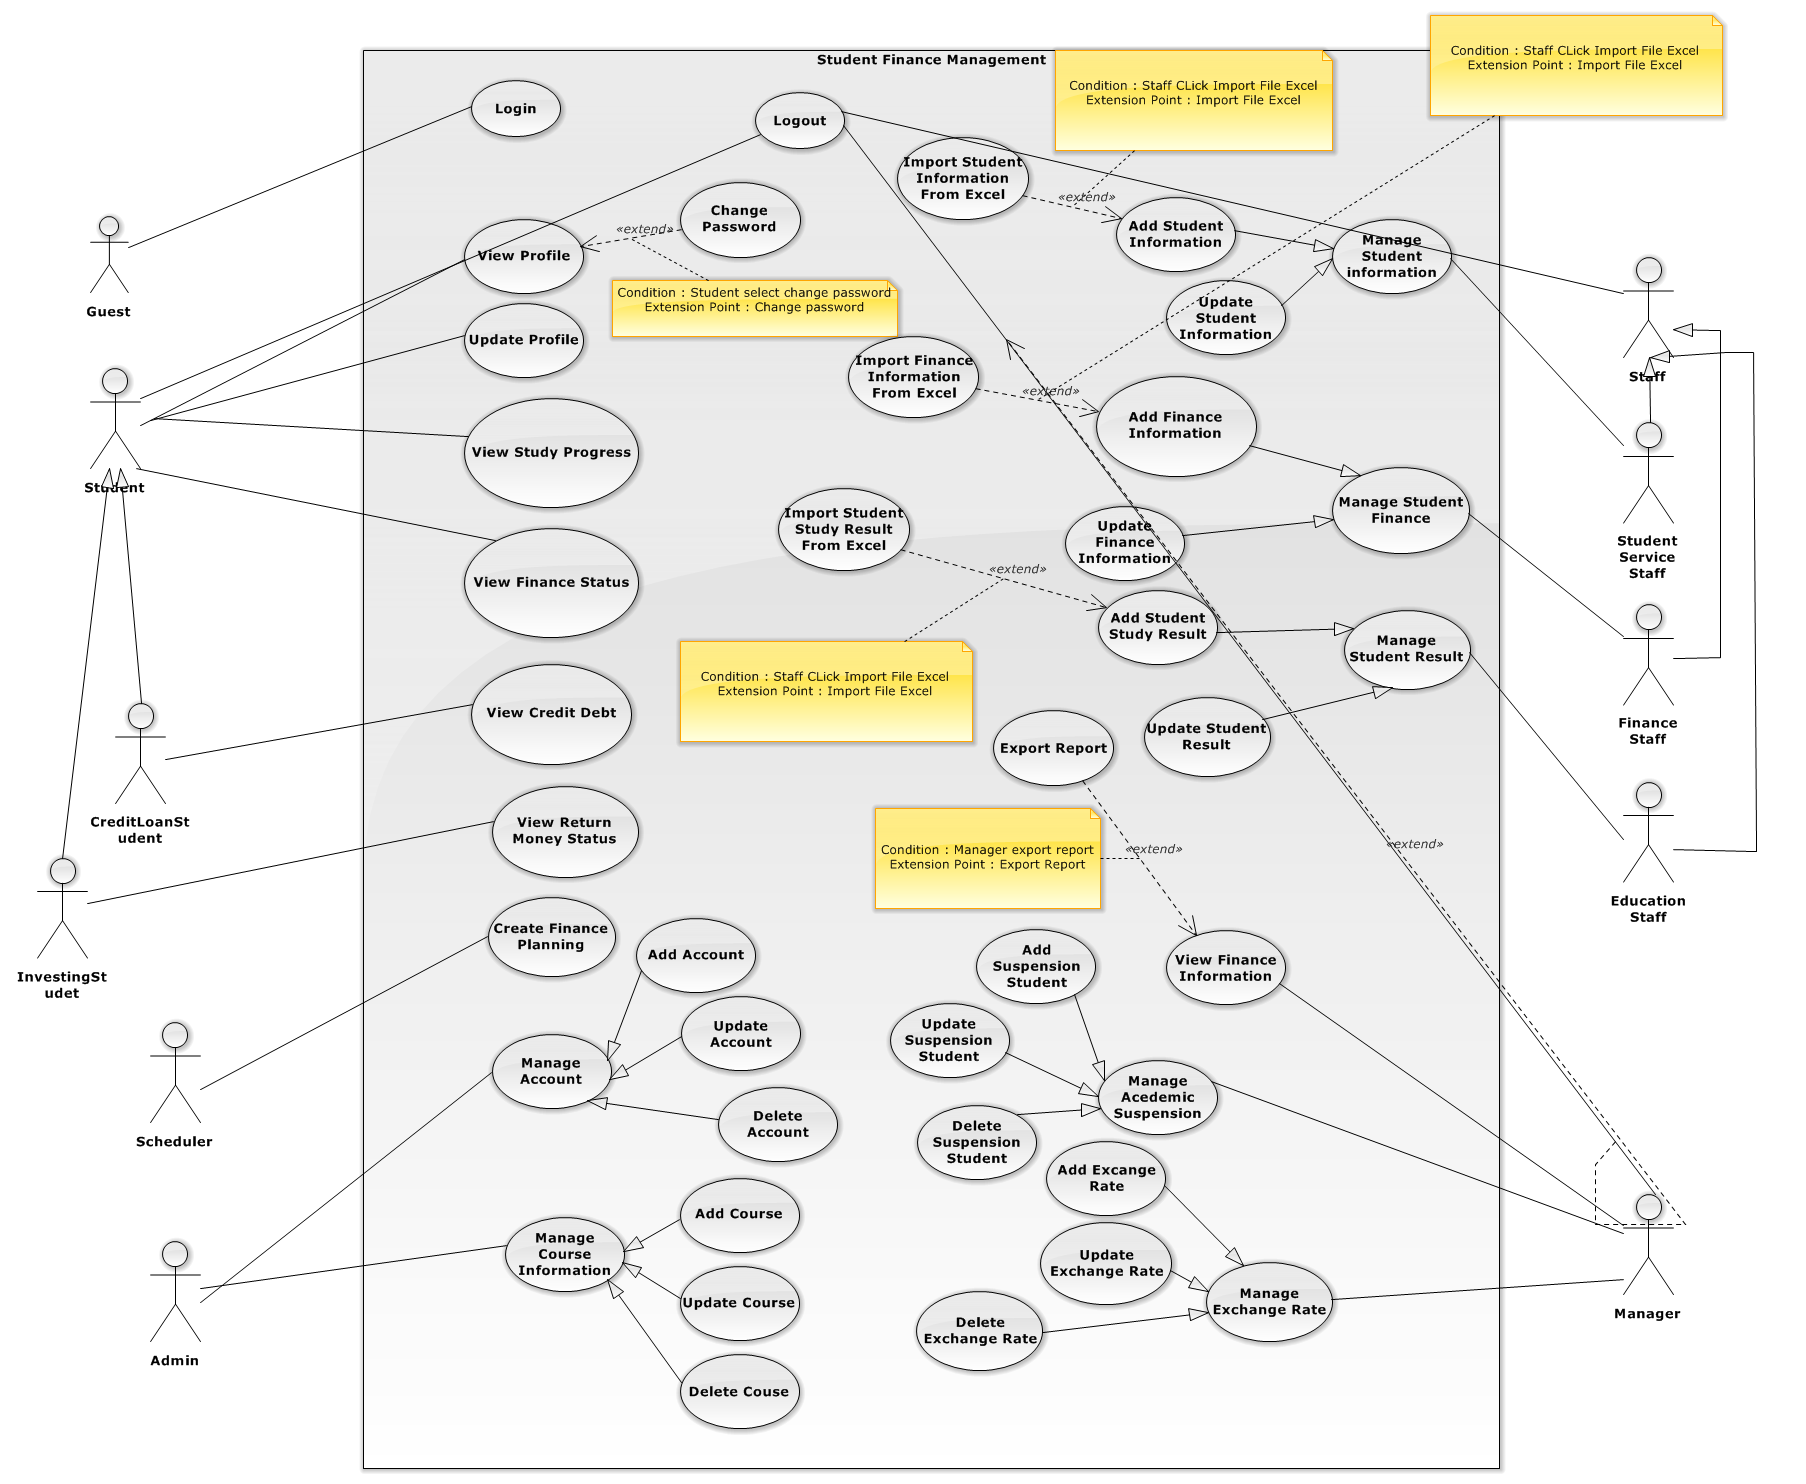 Student Finance Management
Condition : Staff CLick Import File Excel
Extension Point : Import File Excel
Condition : Staff CLick Import File Excel
Extension Point : Import File Excel
Login
Logout
Import Student
Information
From Excel
«extend»
Add Student
Information
Manage
Student
information
Change
Password
«extend»
View Profile
Condition : Student select change password
Extension Point : Change password
Update
Student
Information
Guest
Staff
Update Profile
Import Finance
Information
From Excel
«extend»
Add Finance
Information
Student
View Study Progress
Manage Student
Finance
Import Student
Study Result
From Excel
Update
Finance
Information
Student
Service
Staff
«extend»
View Finance Status
Add Student
Study Result
Manage
Student Result
Condition : Staff CLick Import File Excel
Extension Point : Import File Excel
View Credit Debt
Update Student
Result
Finance
Staff
Export Report
CreditLoanSt
udent
View Return
Money Status
Condition : Manager export report
Extension Point : Export Report
«extend»
«extend»
Education
Staff
InvestingSt
udet
Create Finance
Planning
Add Account
Add
Suspension
Student
View Finance
Information
Update
Account
Update
Suspension
Student
Manage
Account
Manage
Acedemic
Suspension
Delete
Account
Delete
Suspension
Student
Scheduler
Add Excange
Rate
Add Course
Manage
Course
Information
Update
Exchange Rate
Update Course
Manage
Exchange Rate
Delete
Exchange Rate
Manager
Admin
Delete Couse